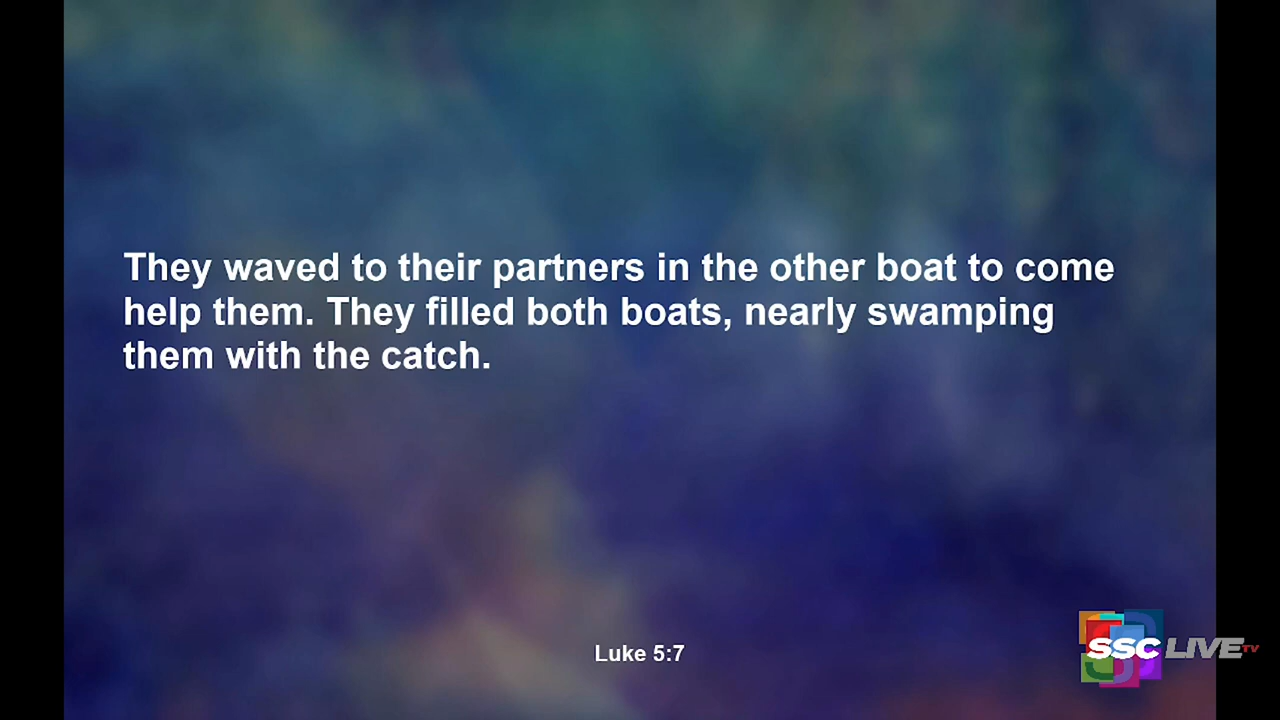 They waved to their partners in the other boat to come
help them. They filled both boats, nearly swamping
them with the catch.
Luke 5:7
SSC LIVE TV